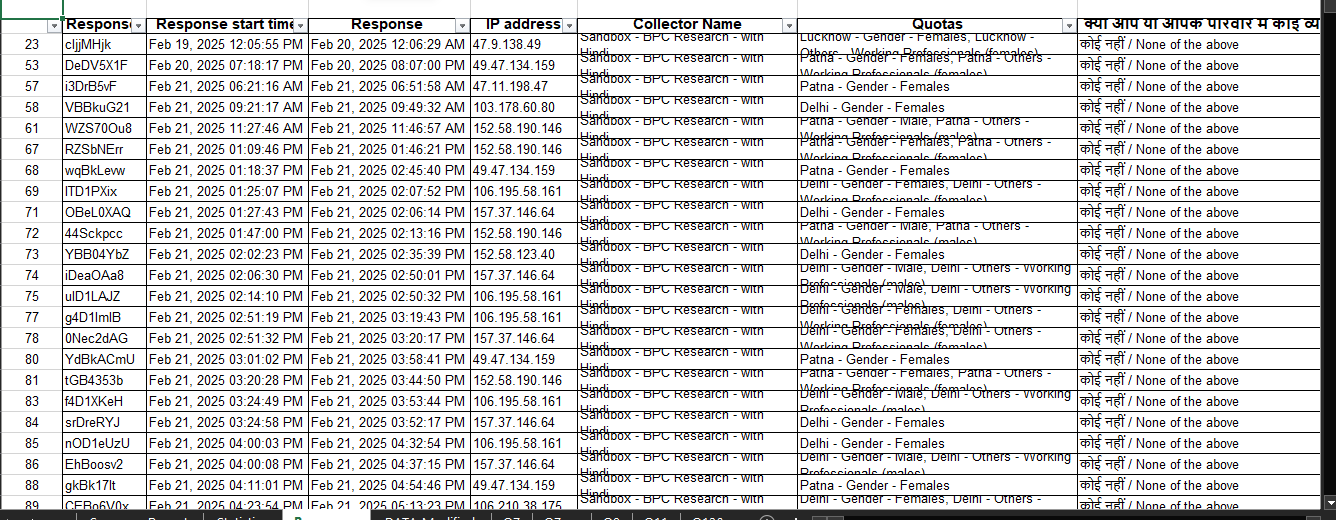 Respons Response start time Response IP address Collector Name Quotas क्या आप या आपके परिवार में कोई व्य
23 cIjjMHjk Feb 19, 2025 12:05:55 PM Feb 20, 2025 12:06:29 AM 47.9.138.49 Sandbox - BPC Research - with Hindi Lucknow - Gender - Females, Lucknow - Others - Working Professionals (females) कोई नहीं / None of the above
53 DeDV5X1F Feb 20, 2025 07:18:17 PM Feb 20, 2025 08:07:00 PM 49.47.134.159 Sandbox - BPC Research - with Hindi Patna - Gender - Females, Patna - Others - Working Professionals (females) कोई नहीं / None of the above
57 i3DrB5vF Feb 21, 2025 06:21:16 AM Feb 21, 2025 06:51:58 AM 47.11.198.47 Sandbox - BPC Research - with Hindi Patna - Gender - Females कोई नहीं / None of the above
58 VBBkuG21 Feb 21, 2025 09:21:17 AM Feb 21, 2025 09:49:32 AM 103.178.60.80 Sandbox - BPC Research - with Hindi Delhi - Gender - Females कोई नहीं / None of the above
61 WZS70Ou8 Feb 21, 2025 11:27:46 AM Feb 21, 2025 11:46:57 AM 152.58.190.146 Sandbox - BPC Research - with Hindi Patna - Gender - Male, Patna - Others - Working Professionals (males) कोई नहीं / None of the above
67 RZSbNErr Feb 21, 2025 01:09:46 PM Feb 21, 2025 01:46:21 PM 152.58.190.146 Sandbox - BPC Research - with Hindi Patna - Gender - Females, Patna - Others - Working Professionals (females) कोई नहीं / None of the above
68 wqBkLevw Feb 21, 2025 01:18:37 PM Feb 21, 2025 02:45:40 PM 49.47.134.159 Sandbox - BPC Research - with Hindi Patna - Gender - Females कोई नहीं / None of the above
69 ITD1PXix Feb 21, 2025 01:25:07 PM Feb 21, 2025 02:07:52 PM 106.195.58.161 Sandbox - BPC Research - with Hindi Delhi - Gender - Females, Delhi - Others - Working Professionals (females) कोई नहीं / None of the above
71 OBeL0XAQ Feb 21, 2025 01:27:43 PM Feb 21, 2025 02:06:14 PM 157.37.146.64 Sandbox - BPC Research - with Hindi Delhi - Gender - Females कोई नहीं / None of the above
72 44Sckpcc Feb 21, 2025 01:47:00 PM Feb 21, 2025 02:13:16 PM 152.58.190.146 Sandbox - BPC Research - with Hindi Patna - Gender - Male, Patna - Others - Working Professionals (males) कोई नहीं / None of the above
73 YBB04YbZ Feb 21, 2025 02:02:23 PM Feb 21, 2025 02:35:39 PM 152.58.123.40 Sandbox - BPC Research - with Hindi Delhi - Gender - Females कोई नहीं / None of the above
74 iDeaOAa8 Feb 21, 2025 02:06:30 PM Feb 21, 2025 02:50:01 PM 157.37.146.64 Sandbox - BPC Research - with Hindi Delhi - Gender - Male, Delhi - Others - Working Professionals (males) कोई नहीं / None of the above
75 ulD1LAJZ Feb 21, 2025 02:14:10 PM Feb 21, 2025 02:50:32 PM 106.195.58.161 Sandbox - BPC Research - with Hindi Delhi - Gender - Male, Delhi - Others - Working Professionals (males) कोई नहीं / None of the above
77 g4D1ImIB Feb 21, 2025 02:51:19 PM Feb 21, 2025 03:19:43 PM 106.195.58.161 Sandbox - BPC Research - with Hindi Delhi - Gender - Females, Delhi - Others - Working Professionals (females) कोई नहीं / None of the above
78 0Nec2dAG Feb 21, 2025 02:51:32 PM Feb 21, 2025 03:20:17 PM 157.37.146.64 Sandbox - BPC Research - with Hindi Delhi - Gender - Females, Delhi - Others - Working Professionals (females) कोई नहीं / None of the above
80 YdBkACmU Feb 21, 2025 03:01:02 PM Feb 21, 2025 03:58:41 PM 49.47.134.159 Sandbox - BPC Research - with Hindi Patna - Gender - Females कोई नहीं / None of the above
81 tGB4353b Feb 21, 2025 03:20:28 PM Feb 21, 2025 03:44:50 PM 152.58.190.146 Sandbox - BPC Research - with Hindi Patna - Gender - Females, Patna - Others - Working Professionals (females) कोई नहीं / None of the above
83 f4D1XKeH Feb 21, 2025 03:24:49 PM Feb 21, 2025 03:53:44 PM 106.195.58.161 Sandbox - BPC Research - with Hindi Delhi - Gender - Male, Delhi - Others - Working Professionals (males) कोई नहीं / None of the above
84 srDreRYJ Feb 21, 2025 03:24:58 PM Feb 21, 2025 03:52:17 PM 157.37.146.64 Sandbox - BPC Research - with Hindi Delhi - Gender - Females कोई नहीं / None of the above
85 nOD1eUzU Feb 21, 2025 04:00:03 PM Feb 21, 2025 04:32:54 PM 106.195.58.161 Sandbox - BPC Research - with Hindi Delhi - Gender - Females कोई नहीं / None of the above
86 EhBoosv2 Feb 21, 2025 04:00:08 PM Feb 21, 2025 04:37:15 PM 157.37.146.64 Sandbox - BPC Research - with Hindi Delhi - Gender - Male, Delhi - Others - Working Professionals (males) कोई नहीं / None of the above
88 gkBk17It Feb 21, 2025 04:11:01 PM Feb 21, 2025 04:54:46 PM 49.47.134.159 Sandbox - BPC Research - with Hindi Patna - Gender - Females कोई नहीं / None of the above
89 CEBo6V0x Feb 21, 2025 04:23:54 PM Feb 21, 2025 05:13:23 PM 106.210.38.175 Sandbox - BPC Research - with Delhi - Gender - Females, Delhi - Others - कोई नहीं / None of the above